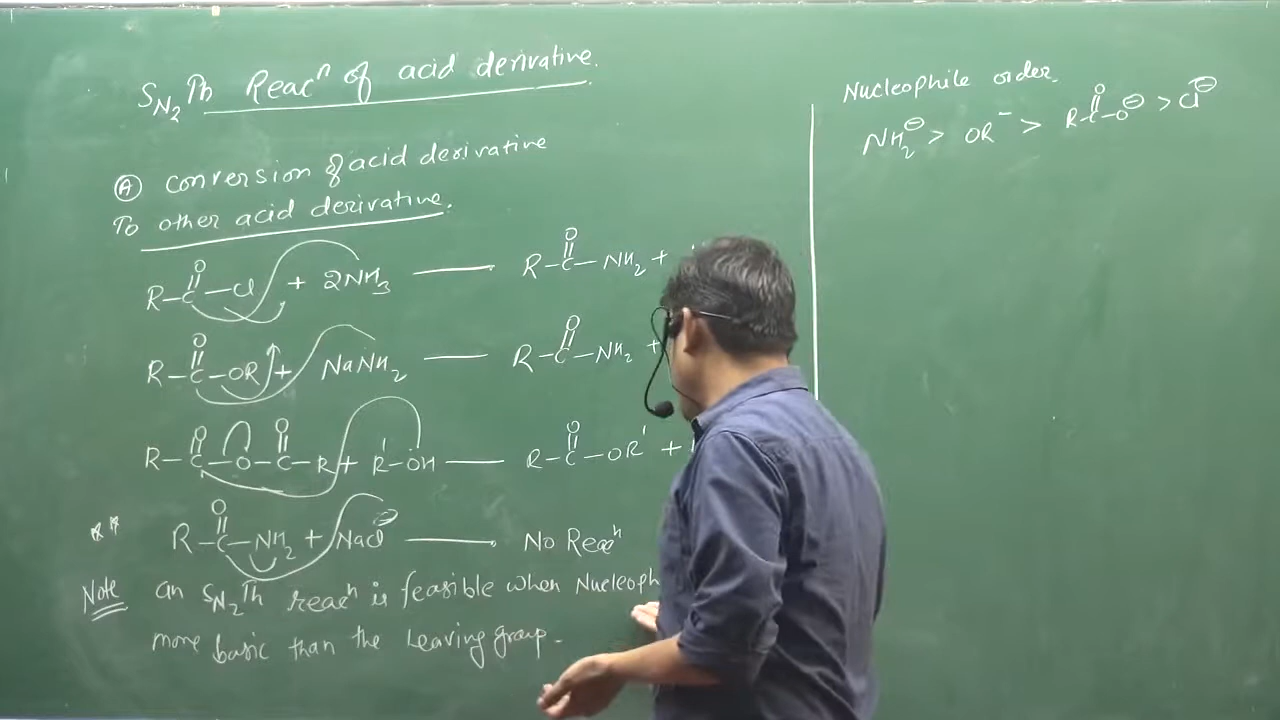 SN2Th Reacⁿ of acid derivative.
Ⓐ conversion of acid derivative
To other acid derivative.
R-C(=O)-Cl + 2NH3 —— R-C(=O)-NH2 +
R-C(=O)-OR + NaNH2 —— R-C(=O)-NH2 +
R-C(=O)-O-C(=O)-R + R'-OH —— R-C(=O)-OR' +
** R-C(=O)-NH2 + NaCl⊖ —— No Reacⁿ
Note an SN2Th reacⁿ is feasible when Nucleoph
more basic than the Leaving group.
Nucleophile order.
NH2⊖ > OR⁻ > R-C(=O)-O⊖ > Cl⊖